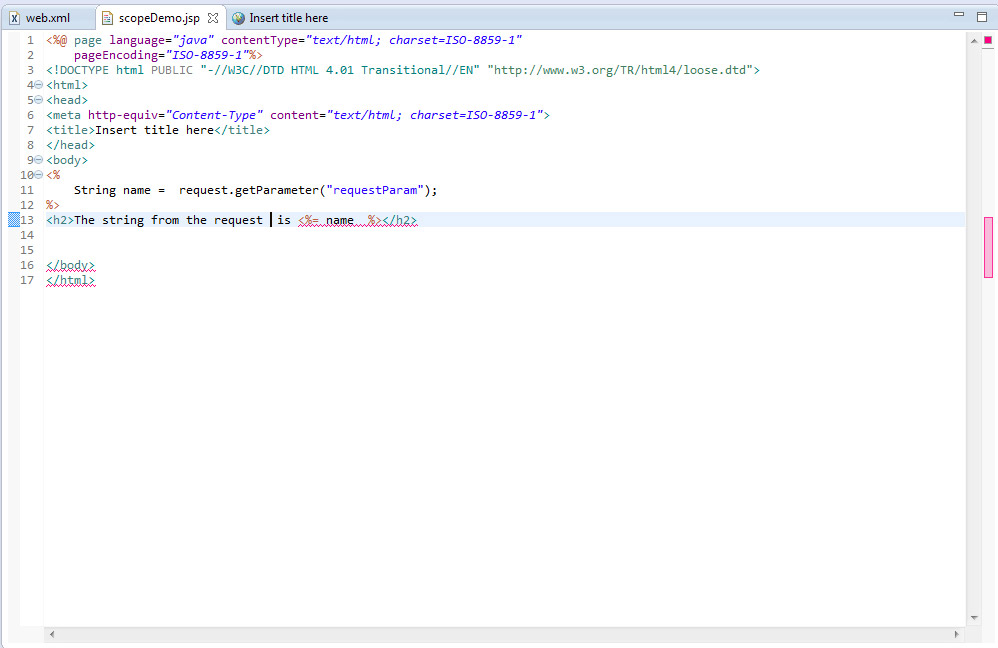 web.xml scopeDemo.jsp Insert title here
1 <%@ page language="java" contentType="text/html; charset=ISO-8859-1"
2 pageEncoding="ISO-8859-1"%>
3 <!DOCTYPE html PUBLIC "-//W3C//DTD HTML 4.01 Transitional//EN" "http://www.w3.org/TR/html4/loose.dtd">
4 <html>
5 <head>
6 <meta http-equiv="Content-Type" content="text/html; charset=ISO-8859-1">
7 <title>Insert title here</title>
8 </head>
9 <body>
10 <%
11 String name =  request.getParameter("requestParam");
12 %>
13 <h2>The string from the request  is <%= name  %></h2>
14
15
16 </body>
17 </html>